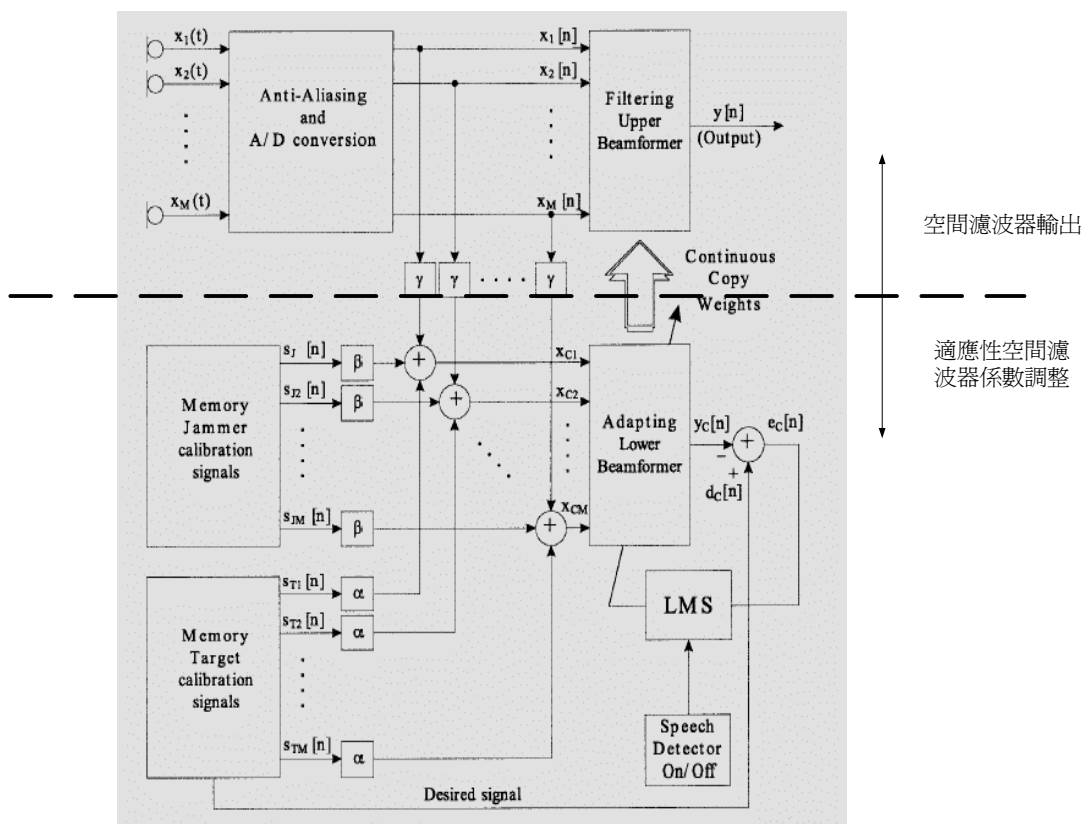 x1(t)
x2(t)
xM(t)
Anti-Aliasing
and
A/D conversion
x1[n]
x2[n]
xM[n]
Filtering
Upper
Beamformer
y[n]
(Output)
空間濾波器輸出
γ
γ
γ
Continuous
Copy
Weights
適應性空間濾
波器係數調整
Memory
Jammer
calibration
signals
sJ [n]
sJ2 [n]
sJM [n]
β
β
β
+
+
+
xC1
xC2
xCM
Adapting
Lower
Beamformer
yC[n]
eC[n]
+
−
+
dC[n]
Memory
Target
calibration
signals
sT1 [n]
sT2 [n]
sTM [n]
α
α
α
LMS
Speech
Detector
On/Off
Desired signal